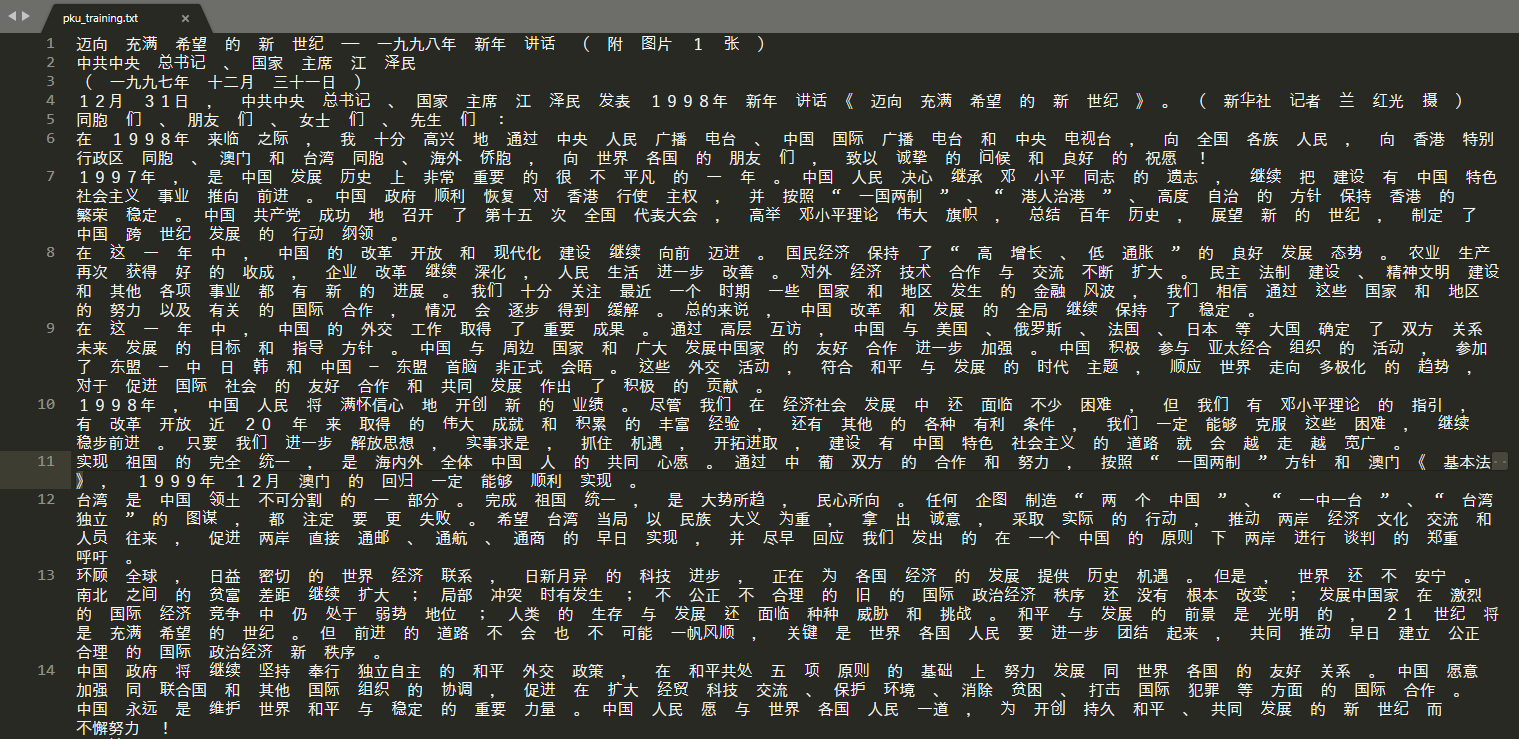 pku_training.txt ×
1 迈向 充满 希望 的 新 世纪 —— 一九九八年 新年 讲话 （ 附 图片 １ 张 ）
2 中共中央 总书记 、 国家 主席 江 泽民
3 （ 一九九七年 十二月 三十一日 ）
4 １２月 ３１日 ， 中共中央 总书记 、 国家 主席 江 泽民 发表 １９９８年 新年 讲话 《 迈向 充满 希望 的 新 世纪 》 。 （ 新华社 记者 兰 红光 摄 ）
5 同胞 们 、 朋友 们 、 女士 们 、 先生 们 ：
6 在 １９９８年 来临 之际 ， 我 十分 高兴 地 通过 中央 人民 广播 电台 、 中国 国际 广播 电台 和 中央 电视台 ， 向 全国 各族 人民 ， 向 香港 特别
行政区 同胞 、 澳门 和 台湾 同胞 、 海外 侨胞 ， 向 世界 各国 的 朋友 们 ， 致以 诚挚 的 问候 和 良好 的 祝愿 ！
7 １９９７年 ， 是 中国 发展 历史 上 非常 重要 的 很 不 平凡 的 一 年 。 中国 人民 决心 继承 邓 小平 同志 的 遗志 ， 继续 把 建设 有 中国 特色
社会主义 事业 推向 前进 。 中国 政府 顺利 恢复 对 香港 行使 主权 ， 并 按照 “ 一国两制 ” 、 “ 港人治港 ” 、 高度 自治 的 方针 保持 香港 的
繁荣 稳定 。 中国 共产党 成功 地 召开 了 第十五 次 全国 代表大会 ， 高举 邓小平理论 伟大 旗帜 ， 总结 百年 历史 ， 展望 新 的 世纪 ， 制定 了
中国 跨 世纪 发展 的 行动 纲领 。
8 在 这 一 年 中 ， 中国 的 改革 开放 和 现代化 建设 继续 向前 迈进 。 国民经济 保持 了 “ 高 增长 、 低 通胀 ” 的 良好 发展 态势 。 农业 生产
再次 获得 好 的 收成 ， 企业 改革 继续 深化 ， 人民 生活 进一步 改善 。 对外 经济 技术 合作 与 交流 不断 扩大 。 民主 法制 建设 、 精神文明 建设
和 其他 各项 事业 都 有 新 的 进展 。 我们 十分 关注 最近 一个 时期 一些 国家 和 地区 发生 的 金融 风波 ， 我们 相信 通过 这些 国家 和 地区
的 努力 以及 有关 的 国际 合作 ， 情况 会 逐步 得到 缓解 。 总的来说 ， 中国 改革 和 发展 的 全局 继续 保持 了 稳定 。
9 在 这 一 年 中 ， 中国 的 外交 工作 取得 了 重要 成果 。 通过 高层 互访 ， 中国 与 美国 、 俄罗斯 、 法国 、 日本 等 大国 确定 了 双方 关系
未来 发展 的 目标 和 指导 方针 。 中国 与 周边 国家 和 广大 发展中国家 的 友好 合作 进一步 加强 。 中国 积极 参与 亚太经合 组织 的 活动 ， 参加
了 东盟 － 中 日 韩 和 中国 － 东盟 首脑 非正式 会晤 。 这些 外交 活动 ， 符合 和平 与 发展 的 时代 主题 ， 顺应 世界 走向 多极化 的 趋势 ，
对于 促进 国际 社会 的 友好 合作 和 共同 发展 作出 了 积极 的 贡献 。
10 １９９８年 ， 中国 人民 将 满怀信心 地 开创 新 的 业绩 。 尽管 我们 在 经济社会 发展 中 还 面临 不少 困难 ， 但 我们 有 邓小平理论 的 指引 ，
有 改革 开放 近 ２０ 年 来 取得 的 伟大 成就 和 积累 的 丰富 经验 ， 还有 其他 的 各种 有利 条件 ， 我们 一定 能够 克服 这些 困难 ， 继续
稳步前进 。 只要 我们 进一步 解放思想 ， 实事求是 ， 抓住 机遇 ， 开拓进取 ， 建设 有 中国 特色 社会主义 的 道路 就 会 越 走 越 宽广 。
11 实现 祖国 的 完全 统一 ， 是 海内外 全体 中国 人 的 共同 心愿 。 通过 中 葡 双方 的 合作 和 努力 ， 按照 “ 一国两制 ” 方针 和 澳门 《 基本法
》 ， １９９９年 １２月 澳门 的 回归 一定 能够 顺利 实现 。
12 台湾 是 中国 领土 不可分割 的 一 部分 。 完成 祖国 统一 ， 是 大势所趋 ， 民心所向 。 任何 企图 制造 “ 两 个 中国 ” 、 “ 一中一台 ” 、 “ 台湾
独立 ” 的 图谋 ， 都 注定 要 更 失败 。 希望 台湾 当局 以 民族 大义 为重 ， 拿 出 诚意 ， 采取 实际 的 行动 ， 推动 两岸 经济 文化 交流 和
人员 往来 ， 促进 两岸 直接 通邮 、 通航 、 通商 的 早日 实现 ， 并 尽早 回应 我们 发出 的 在 一个 中国 的 原则 下 两岸 进行 谈判 的 郑重
呼吁 。
13 环顾 全球 ， 日益 密切 的 世界 经济 联系 ， 日新月异 的 科技 进步 ， 正在 为 各国 经济 的 发展 提供 历史 机遇 。 但是 ， 世界 还 不 安宁 。
南北 之间 的 贫富 差距 继续 扩大 ； 局部 冲突 时有发生 ； 不 公正 不 合理 的 旧 的 国际 政治经济 秩序 还 没有 根本 改变 ； 发展中国家 在 激烈
的 国际 经济 竞争 中 仍 处于 弱势 地位 ； 人类 的 生存 与 发展 还 面临 种种 威胁 和 挑战 。 和平 与 发展 的 前景 是 光明 的 ， ２１ 世纪 将
是 充满 希望 的 世纪 。 但 前进 的 道路 不 会 也 不 可能 一帆风顺 ， 关键 是 世界 各国 人民 要 进一步 团结 起来 ， 共同 推动 早日 建立 公正
合理 的 国际 政治经济 新 秩序 。
14 中国 政府 将 继续 坚持 奉行 独立自主 的 和平 外交 政策 ， 在 和平共处 五 项 原则 的 基础 上 努力 发展 同 世界 各国 的 友好 关系 。 中国 愿意
加强 同 联合国 和 其他 国际 组织 的 协调 ， 促进 在 扩大 经贸 科技 交流 、 保护 环境 、 消除 贫困 、 打击 国际 犯罪 等 方面 的 国际 合作 。
中国 永远 是 维护 世界 和平 与 稳定 的 重要 力量 。 中国 人民 愿 与 世界 各国 人民 一道 ， 为 开创 持久 和平 、 共同 发展 的 新 世纪 而
不懈努力 ！